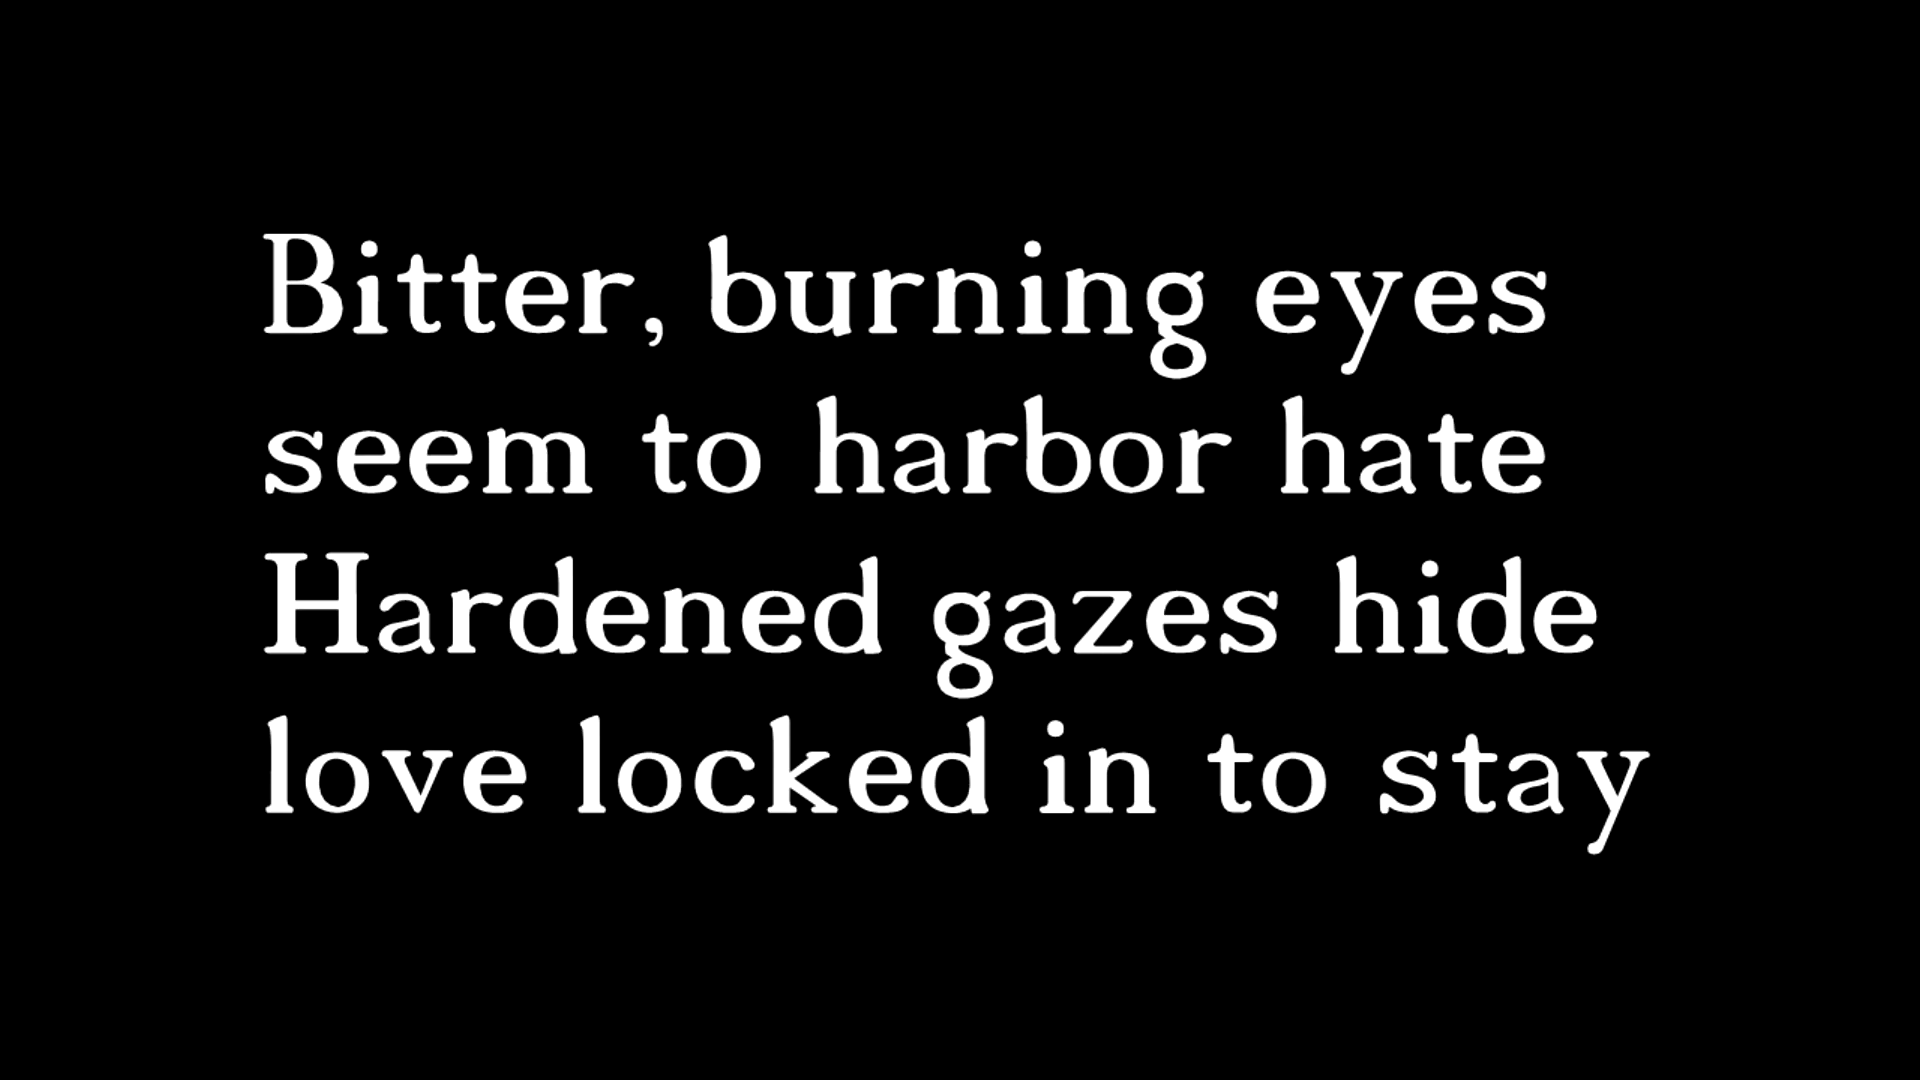 Bitter, burning eyes
seem to harbor hate
Hardened gazes hide
love locked in to stay